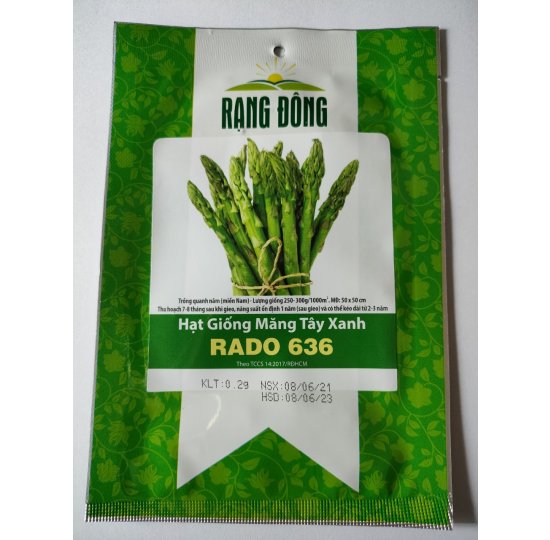 RẠNG ĐÔNG
Trồng quanh năm (miền Nam) - Lượng giống 250- 300g/1000m². MĐ: 50 x 50 cm
Thu hoạch 7-8 tháng sau khi gieo, năng suất ổn định 1 năm (sau gieo) và có thể kéo dài từ 2-3 năm
Hạt Giống Măng Tây Xanh
RADO 636
Theo TCCS 14:2017/RĐHCM
KLT:0.2g NSX:08/06/21
HSD:08/06/23